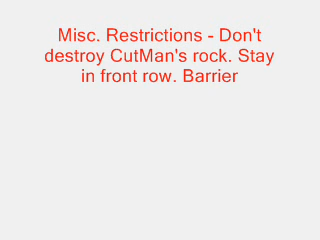 Misc. Restrictions - Don't
destroy CutMan's rock. Stay
in front row. Barrier